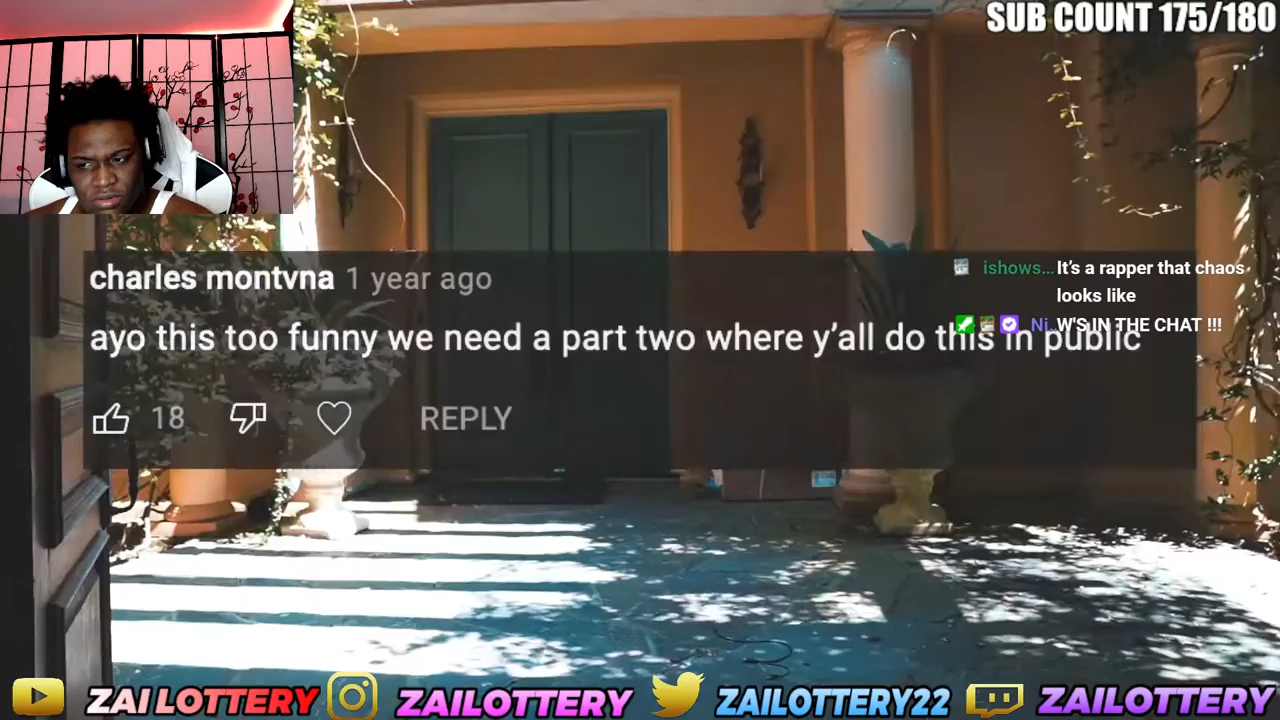 SUB COUNT 175/180
charles montvna 1 year ago
ishows... It's a rapper that chaos
looks like
Ni... W'S IN THE CHAT !!!
ayo this too funny we need a part two where y'all do this in public
18
REPLY
ZAI LOTTERY
ZAILOTTERY
ZAILOTTERY22
ZAILOTTERY